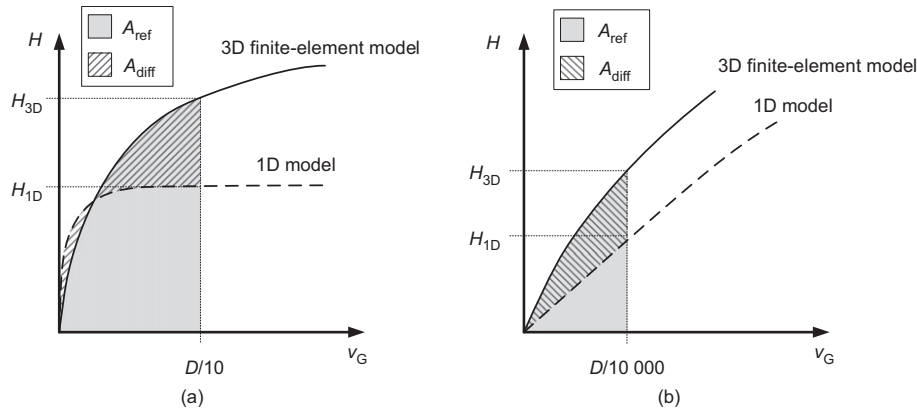 H
A_ref
A_diff
3D finite-element model
H_3D
1D model
H_1D
v_G
D/10
(a)
H
A_ref
A_diff
3D finite-element model
1D model
H_3D
H_1D
v_G
D/10 000
(b)